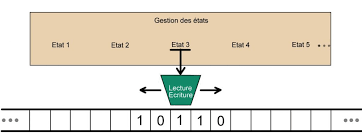 Gestion des états
Etat 1 Etat 2 Etat 3 Etat 4 Etat 5 •••
Lecture
Ecriture
••• 1 0 1 1 0 •••